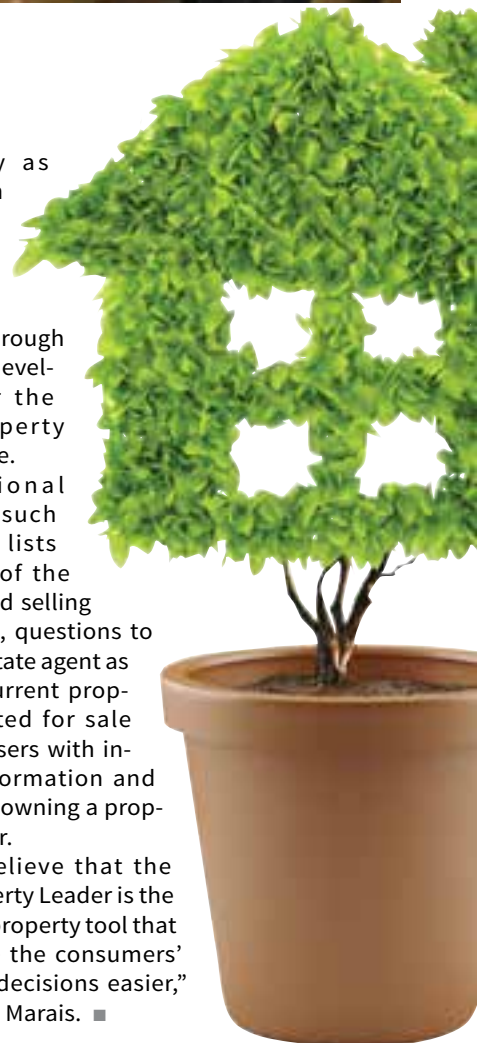 as
rough
evel-
the
perty
e.
ional
such
lists
of the
d selling
, questions to
tate agent as
urrent prop-
ted for sale
sers with in-
ormation and
owning a prop-
r.
elieve that the
erty Leader is the
property tool that
the consumers'
decisions easier,”
Marais. ■